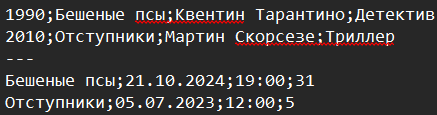 1990;Бешеные псы;Квентин Тарантино;Детектив
2010;Отступники;Мартин Скорсезе;Триллер
---
Бешеные псы;21.10.2024;19:00;31
Отступники;05.07.2023;12:00;5